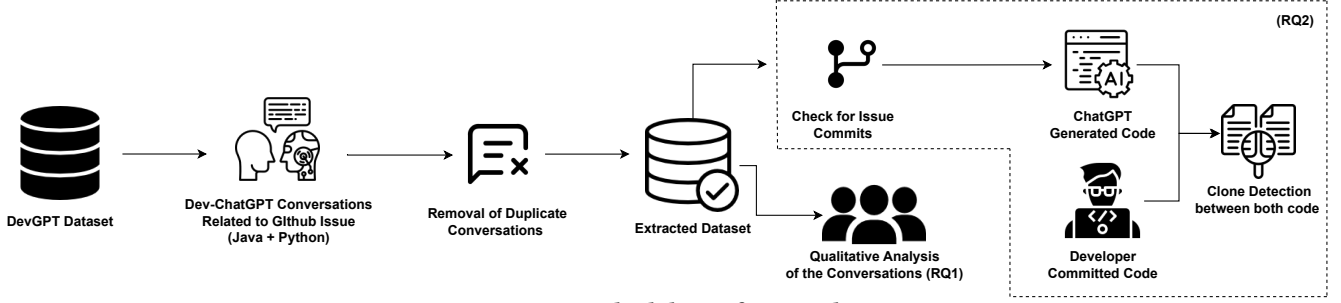 (RQ2)
Check for Issue
Commits
AI
ChatGPT
Generated Code
DevGPT Dataset
Dev-ChatGPT Conversations
Related to GIthub Issue
(Java + Python)
Removal of Duplicate
Conversations
Extracted Dataset
Clone Detection
between both code
Qualitative Analysis
of the Conversations (RQ1)
Developer
Committed Code